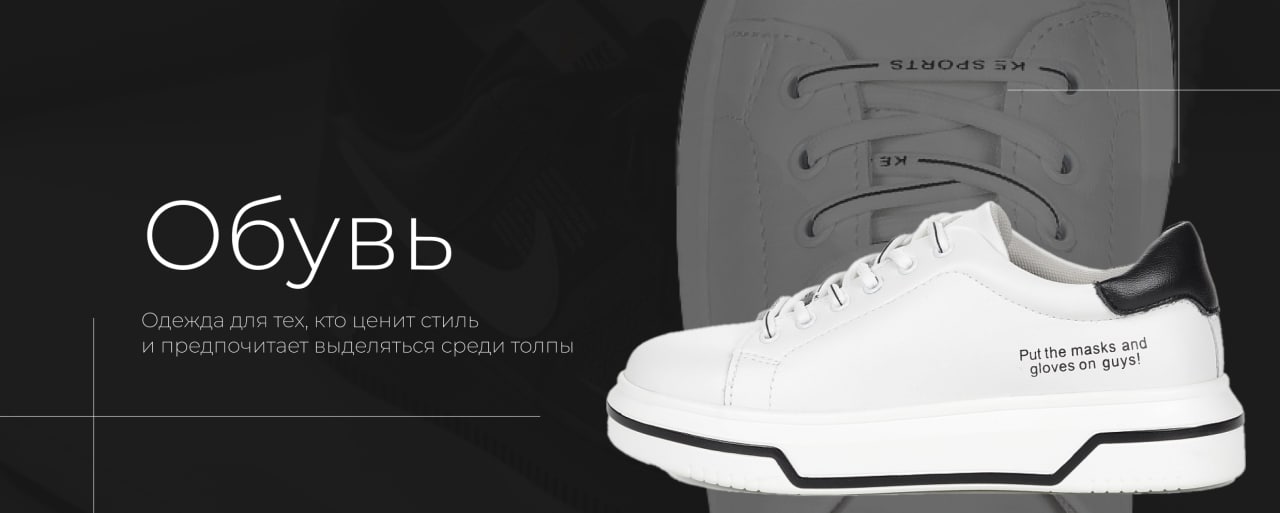 Обувь
Одежда для тех, кто ценит стиль
и предпочитает выделяться среди толпы
KE SPORTS
KE
Put the masks and
gloves on guys!